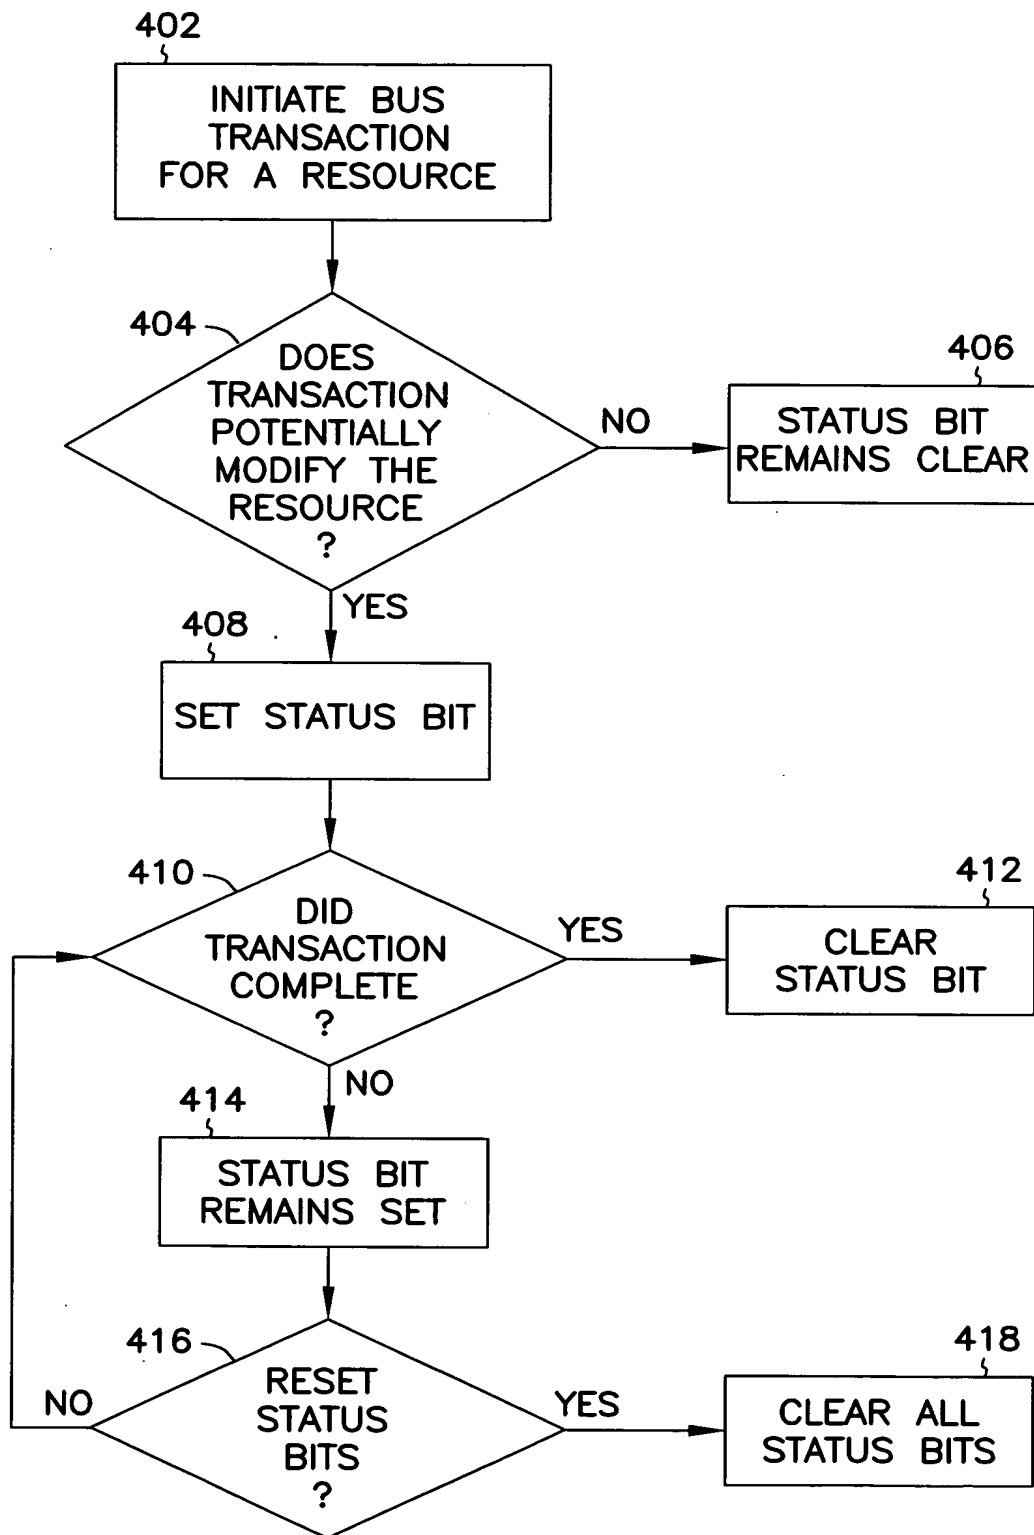 402
INITIATE BUS
TRANSACTION
FOR A RESOURCE
404
DOES
TRANSACTION
POTENTIALLY
MODIFY THE
RESOURCE
?
NO
406
STATUS BIT
REMAINS CLEAR
YES
408
SET STATUS BIT
410
DID
TRANSACTION
COMPLETE
?
YES
412
CLEAR
STATUS BIT
NO
414
STATUS BIT
REMAINS SET
416
RESET
STATUS
BITS
?
NO
YES
418
CLEAR ALL
STATUS BITS